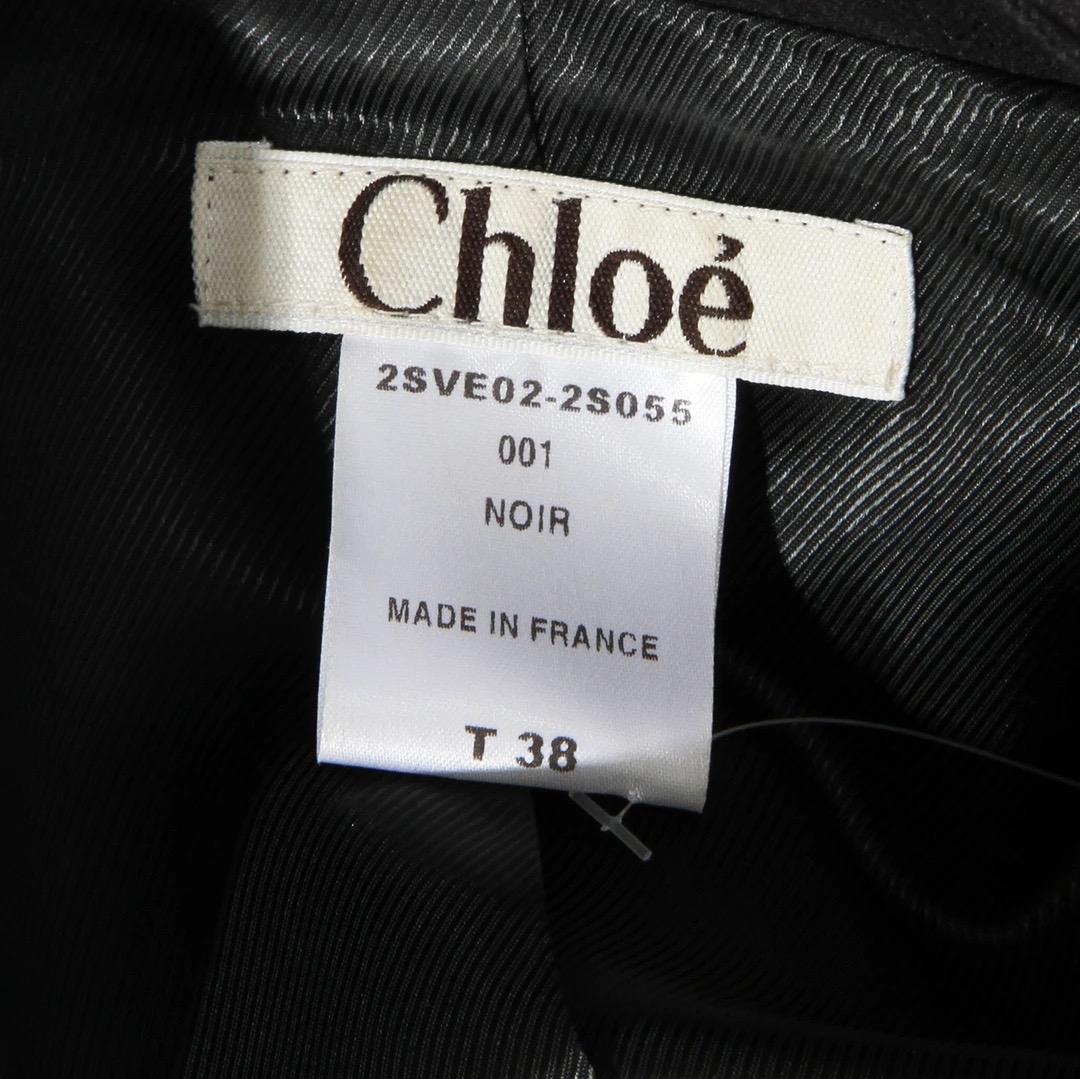 Chloé
2SVE02-2S055
001
NOIR
MADE IN FRANCE
T 38